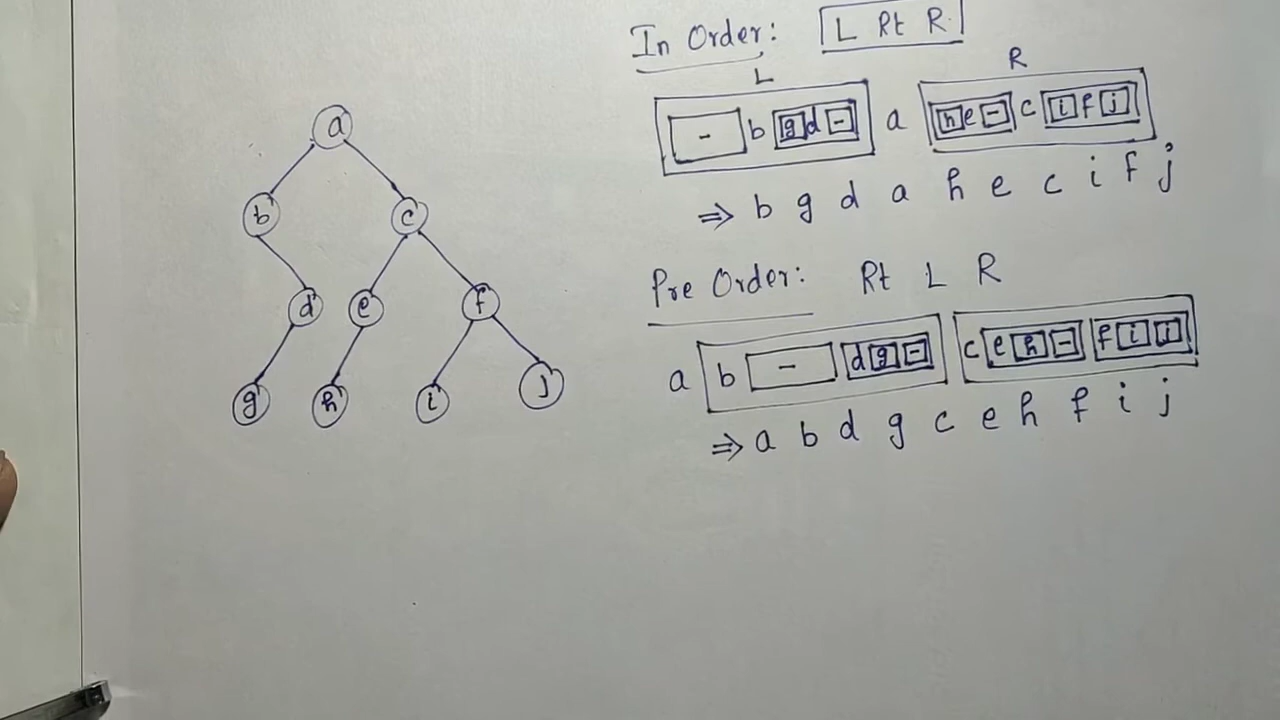 In Order: L Rt R
L R
- b g d - a h e - c i f j
⇒ b g d a h e c i f j
Pre Order: Rt L R
a b - d g - c e h - f i j
⇒ a b d g c e h f i j
a
b c
d e f
g h i j